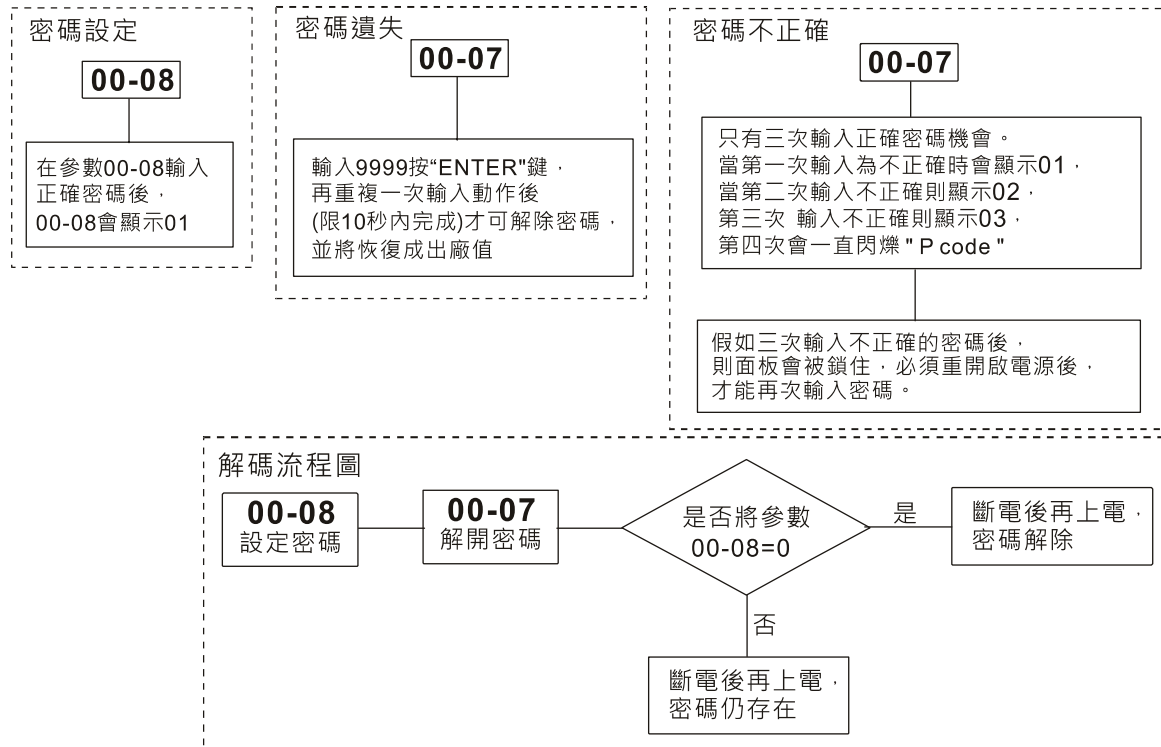 密碼設定
00-08
在參數00-08輸入
正確密碼後，
00-08會顯示01
密碼遺失
00-07
輸入9999按“ENTER"鍵，
再重複一次輸入動作後
(限10秒內完成)才可解除密碼，
並將恢復成出廠值
密碼不正確
00-07
只有三次輸入正確密碼機會。
當第一次輸入為不正確時會顯示01，
當第二次輸入不正確則顯示02，
第三次 輸入不正確則顯示03，
第四次會一直閃爍 " P code "
假如三次輸入不正確的密碼後，
則面板會被鎖住，必須重開啟電源後，
才能再次輸入密碼。
解碼流程圖
00-08
設定密碼
00-07
解開密碼
是否將參數
00-08=0
是
斷電後再上電，
密碼解除
否
斷電後再上電，
密碼仍存在